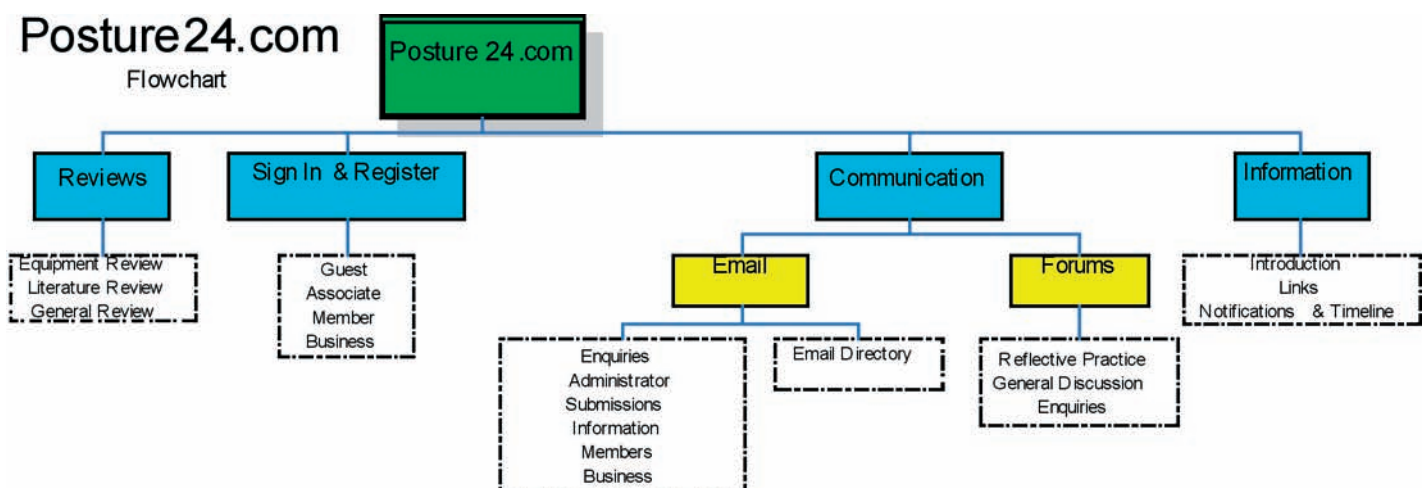 Posture24.com
Flowchart
Posture 24 .com
Reviews
Sign In & Register
Communication
Information
Equipment Review
Literature Review
General Review
Guest
Associate
Member
Business
Email
Forums
Introduction
Links
Notifications & Timeline
Enquiries
Administrator
Submissions
Information
Members
Business
Email Directory
Reflective Practice
General Discussion
Enquiries